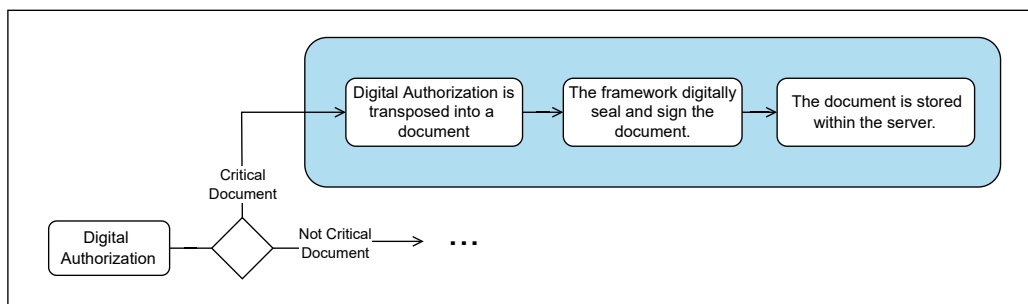 Digital Authorization is
transposed into a
document
The framework digitally
seal and sign the
document.
The document is stored
within the server.
Critical
Document
Digital
Authorization
Not Critical
Document
...